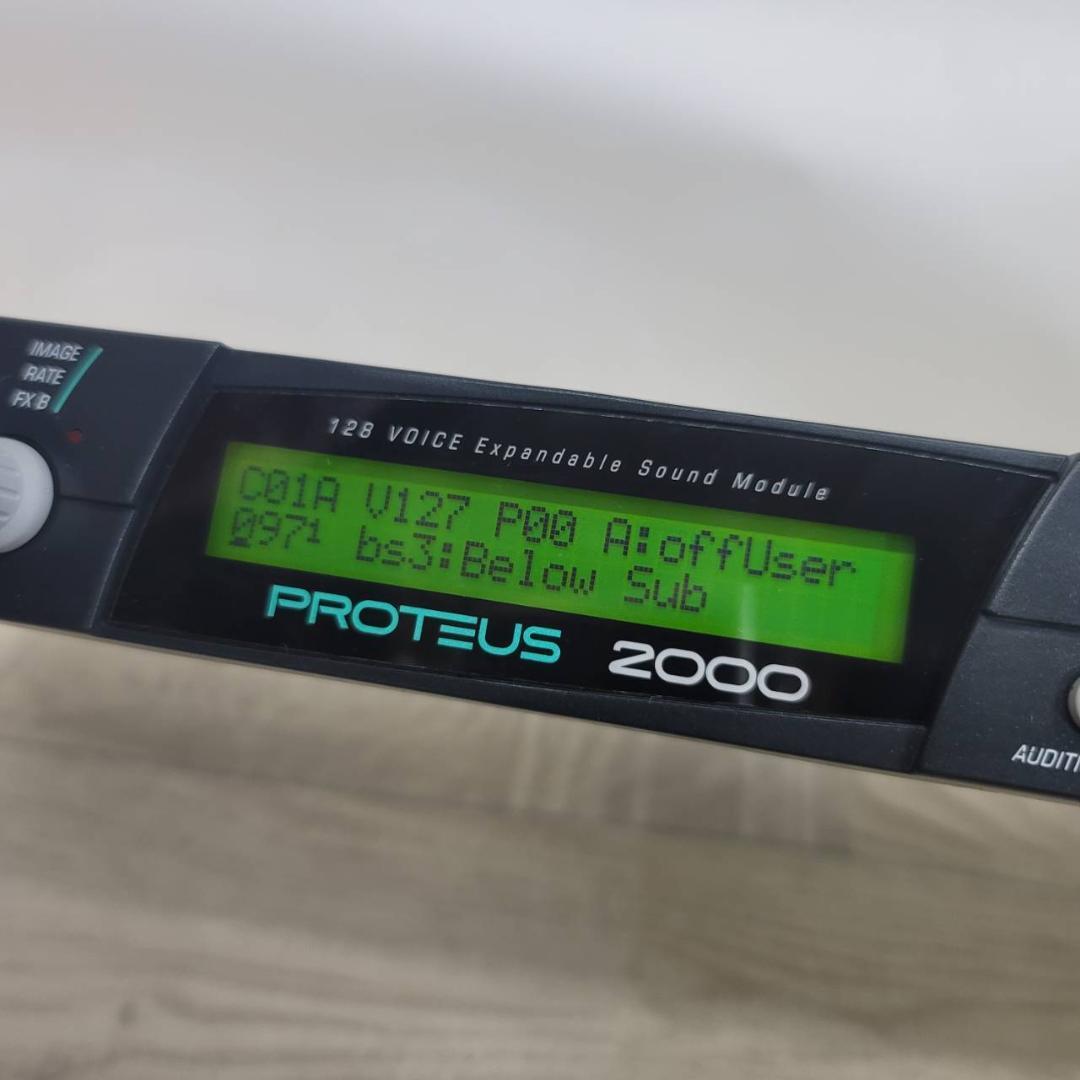 IMAGE
RATE
FX B
128 VOICE Expandable Sound Module
C01A V127 P00 A:offUser
0971 bs3:Below Sub
PROTEUS 2000